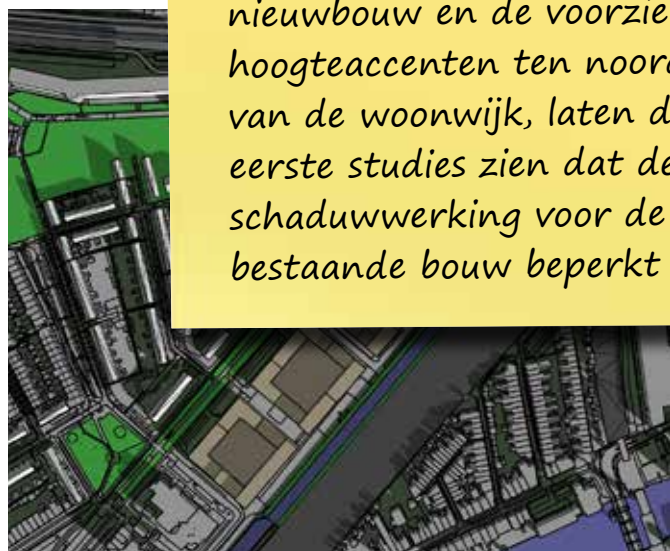 nieuwbouw en de voorzie
hoogteaccenten ten noord
van de woonwijk, laten d
eerste studies zien dat de
schaduwwerking voor de
bestaande bouw beperkt